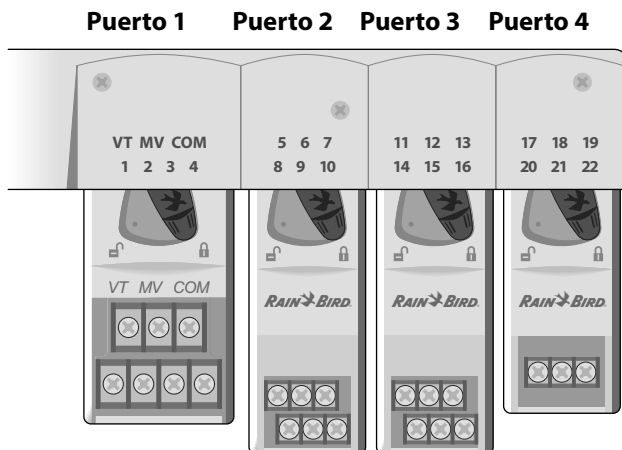 Puerto 1 Puerto 2 Puerto 3 Puerto 4
VT MV COM 5 6 7 11 12 13 17 18 19
1 2 3 4 8 9 10 14 15 16 20 21 22
VT MV COM
RAIN BIRD RAIN BIRD RAIN BIRD